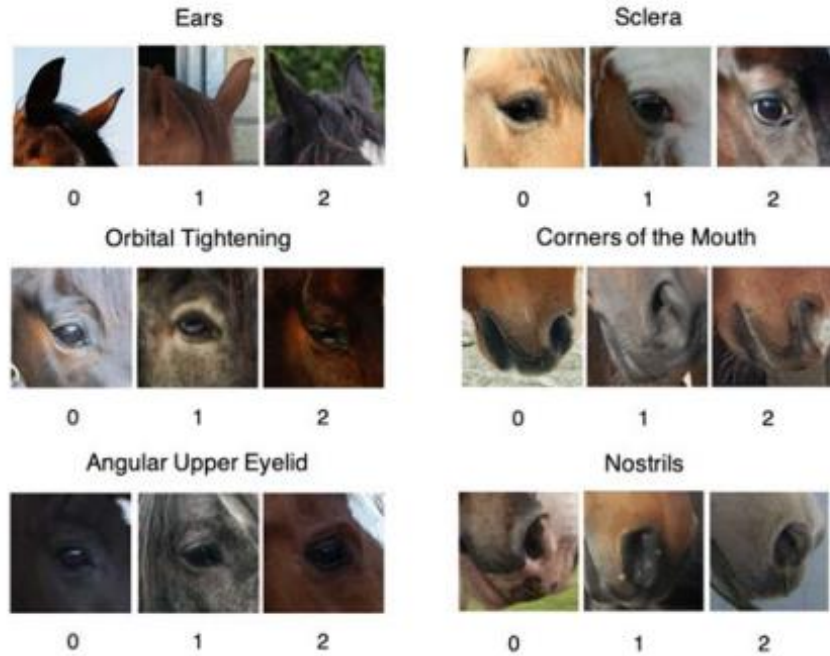 Ears
0 1 2
Sclera
0 1 2
Orbital Tightening
0 1 2
Corners of the Mouth
0 1 2
Angular Upper Eyelid
0 1 2
Nostrils
0 1 2